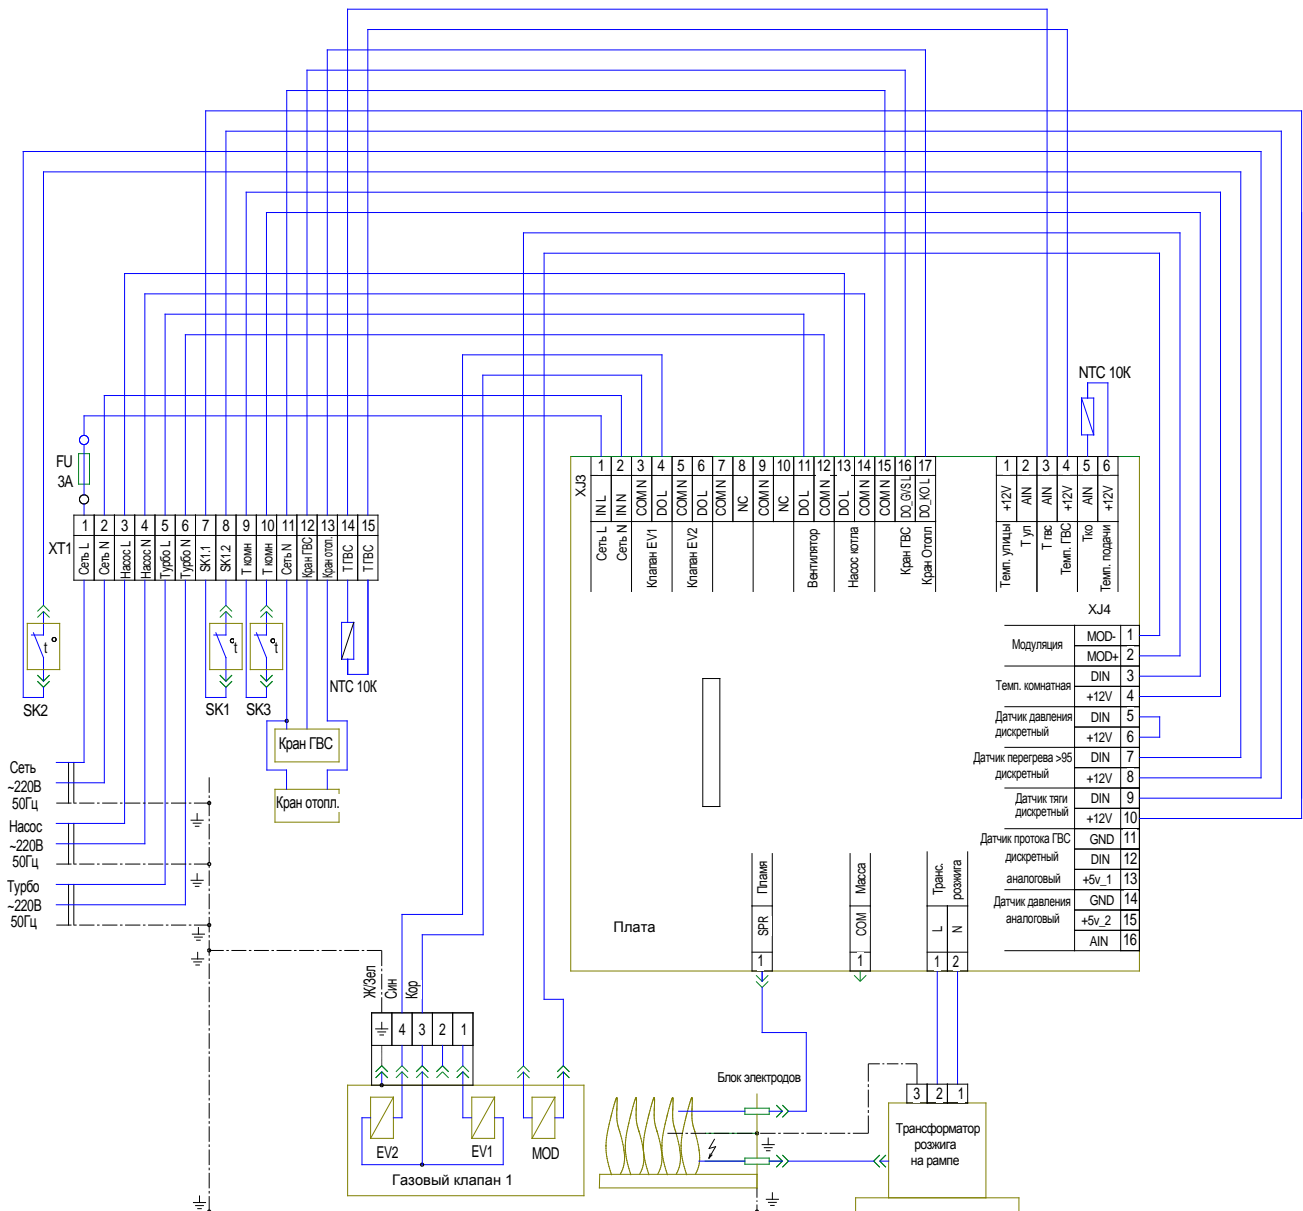 NTC 10K
FU
3A
XT1
1 2 3 4 5 6 7 8 9 10 11 12 13 14 15
Сеть L
Сеть N
Насос L
Насос N
Турбо L
Турбо N
SK1.1
SK1.2
Т комн
Т комн
Сеть N
Кран ГВС
Кран отоп.
Т ГВС
Т ГВС
XJ3
1 2 3 4 5 6 7 8 9 10 11 12 13 14 15 16 17
IN L
IN N
COM N
DO L
COM N
DO L
COM N
NC
COM N
NC
DO L
COM N
DO L
COM N
COM N
DO_GVS L
DO_KO L
Сеть L
Сеть N
Клапан EV1
Клапан EV2
Вентилятор
Насос котла
Кран ГВС
Кран Отопл
1 2 3 4 5 6
+12V
AIN
AIN
+12V
AIN
+12V
Темп. улицы
Т ул
Т гвс
Темп. ГВС
Тко
Темп. подачи
XJ4
Модуляция
MOD- 1
MOD+ 2
Темп. комнатная
DIN 3
+12V 4
Датчик давления
дискретный
DIN 5
+12V 6
Датчик перегрева >95
дискретный
DIN 7
+12V 8
Датчик тяги
дискретный
DIN 9
+12V 10
Датчик протока ГВС
дискретный
аналоговый
GND 11
DIN 12
+5v_1 13
Датчик давления
аналоговый
GND 14
+5v_2 15
AIN 16
SK2
t°
SK1
°t
SK3
°t
NTC 10K
Кран ГВС
Кран отопл.
Сеть
~220В
50Гц
Насос
~220В
50Гц
Турбо
~220В
50Гц
Плата
Пламя
SPR
1
Масса
COM
1
Транс.
розжига
L
N
1 2
Ж/Зел
Син
Кор
4 3 2 1
EV2
EV1
MOD
Газовый клапан 1
Блок электродов
3 2 1
Трансформатор
розжига
на рампе